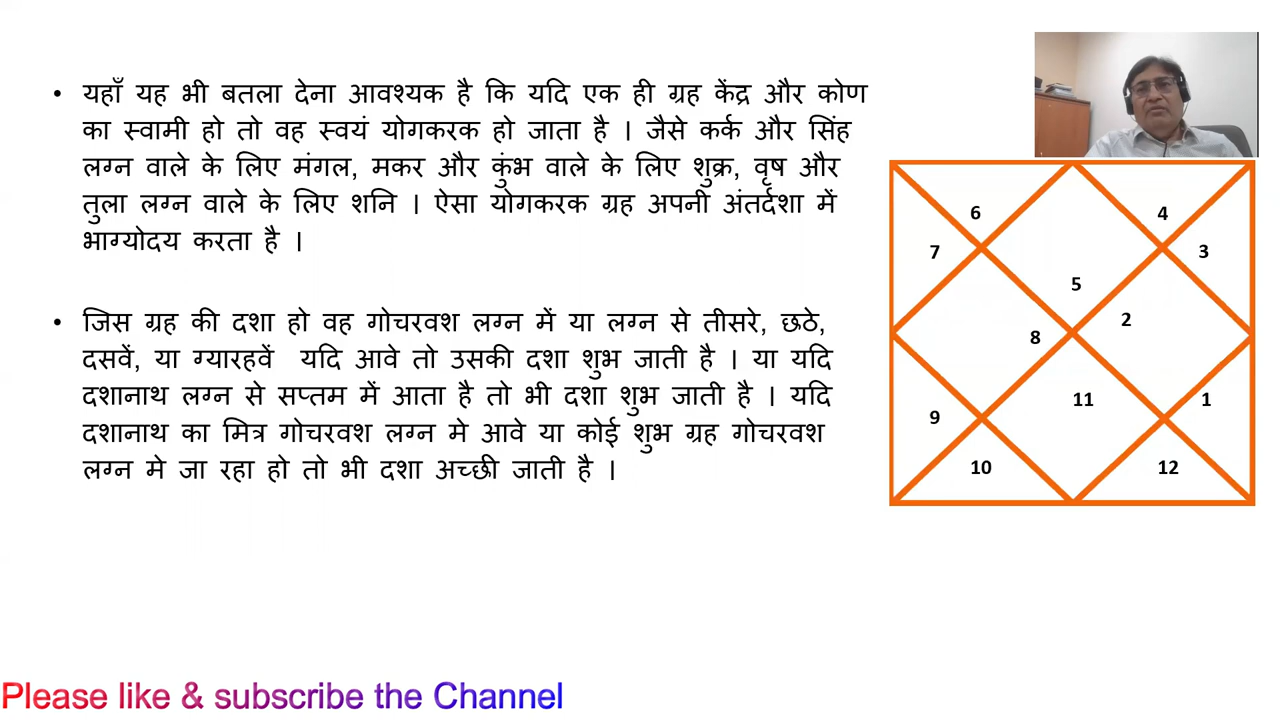 • यहाँ यह भी बतला देना आवश्यक है कि यदि एक ही ग्रह केंद्र और कोण
का स्वामी हो तो वह स्वयं योगकरक हो जाता है । जैसे कर्क और सिंह
लग्न वाले के लिए मंगल, मकर और कुंभ वाले के लिए शुक्र, वृष और
तुला लग्न वाले के लिए शनि । ऐसा योगकरक ग्रह अपनी अंतर्दशा में
भाग्योदय करता है ।
• जिस ग्रह की दशा हो वह गोचरवश लग्न में या लग्न से तीसरे, छठे,
दसवें, या ग्यारहवें यदि आवे तो उसकी दशा शुभ जाती है । या यदि
दशानाथ लग्न से सप्तम में आता है तो भी दशा शुभ जाती है । यदि
दशानाथ का मित्र गोचरवश लग्न मे आवे या कोई शुभ ग्रह गोचरवश
लग्न मे जा रहा हो तो भी दशा अच्छी जाती है ।
6 4
7 3
5
2
8
11 1
9
10 12
Please like & subscribe the Channel